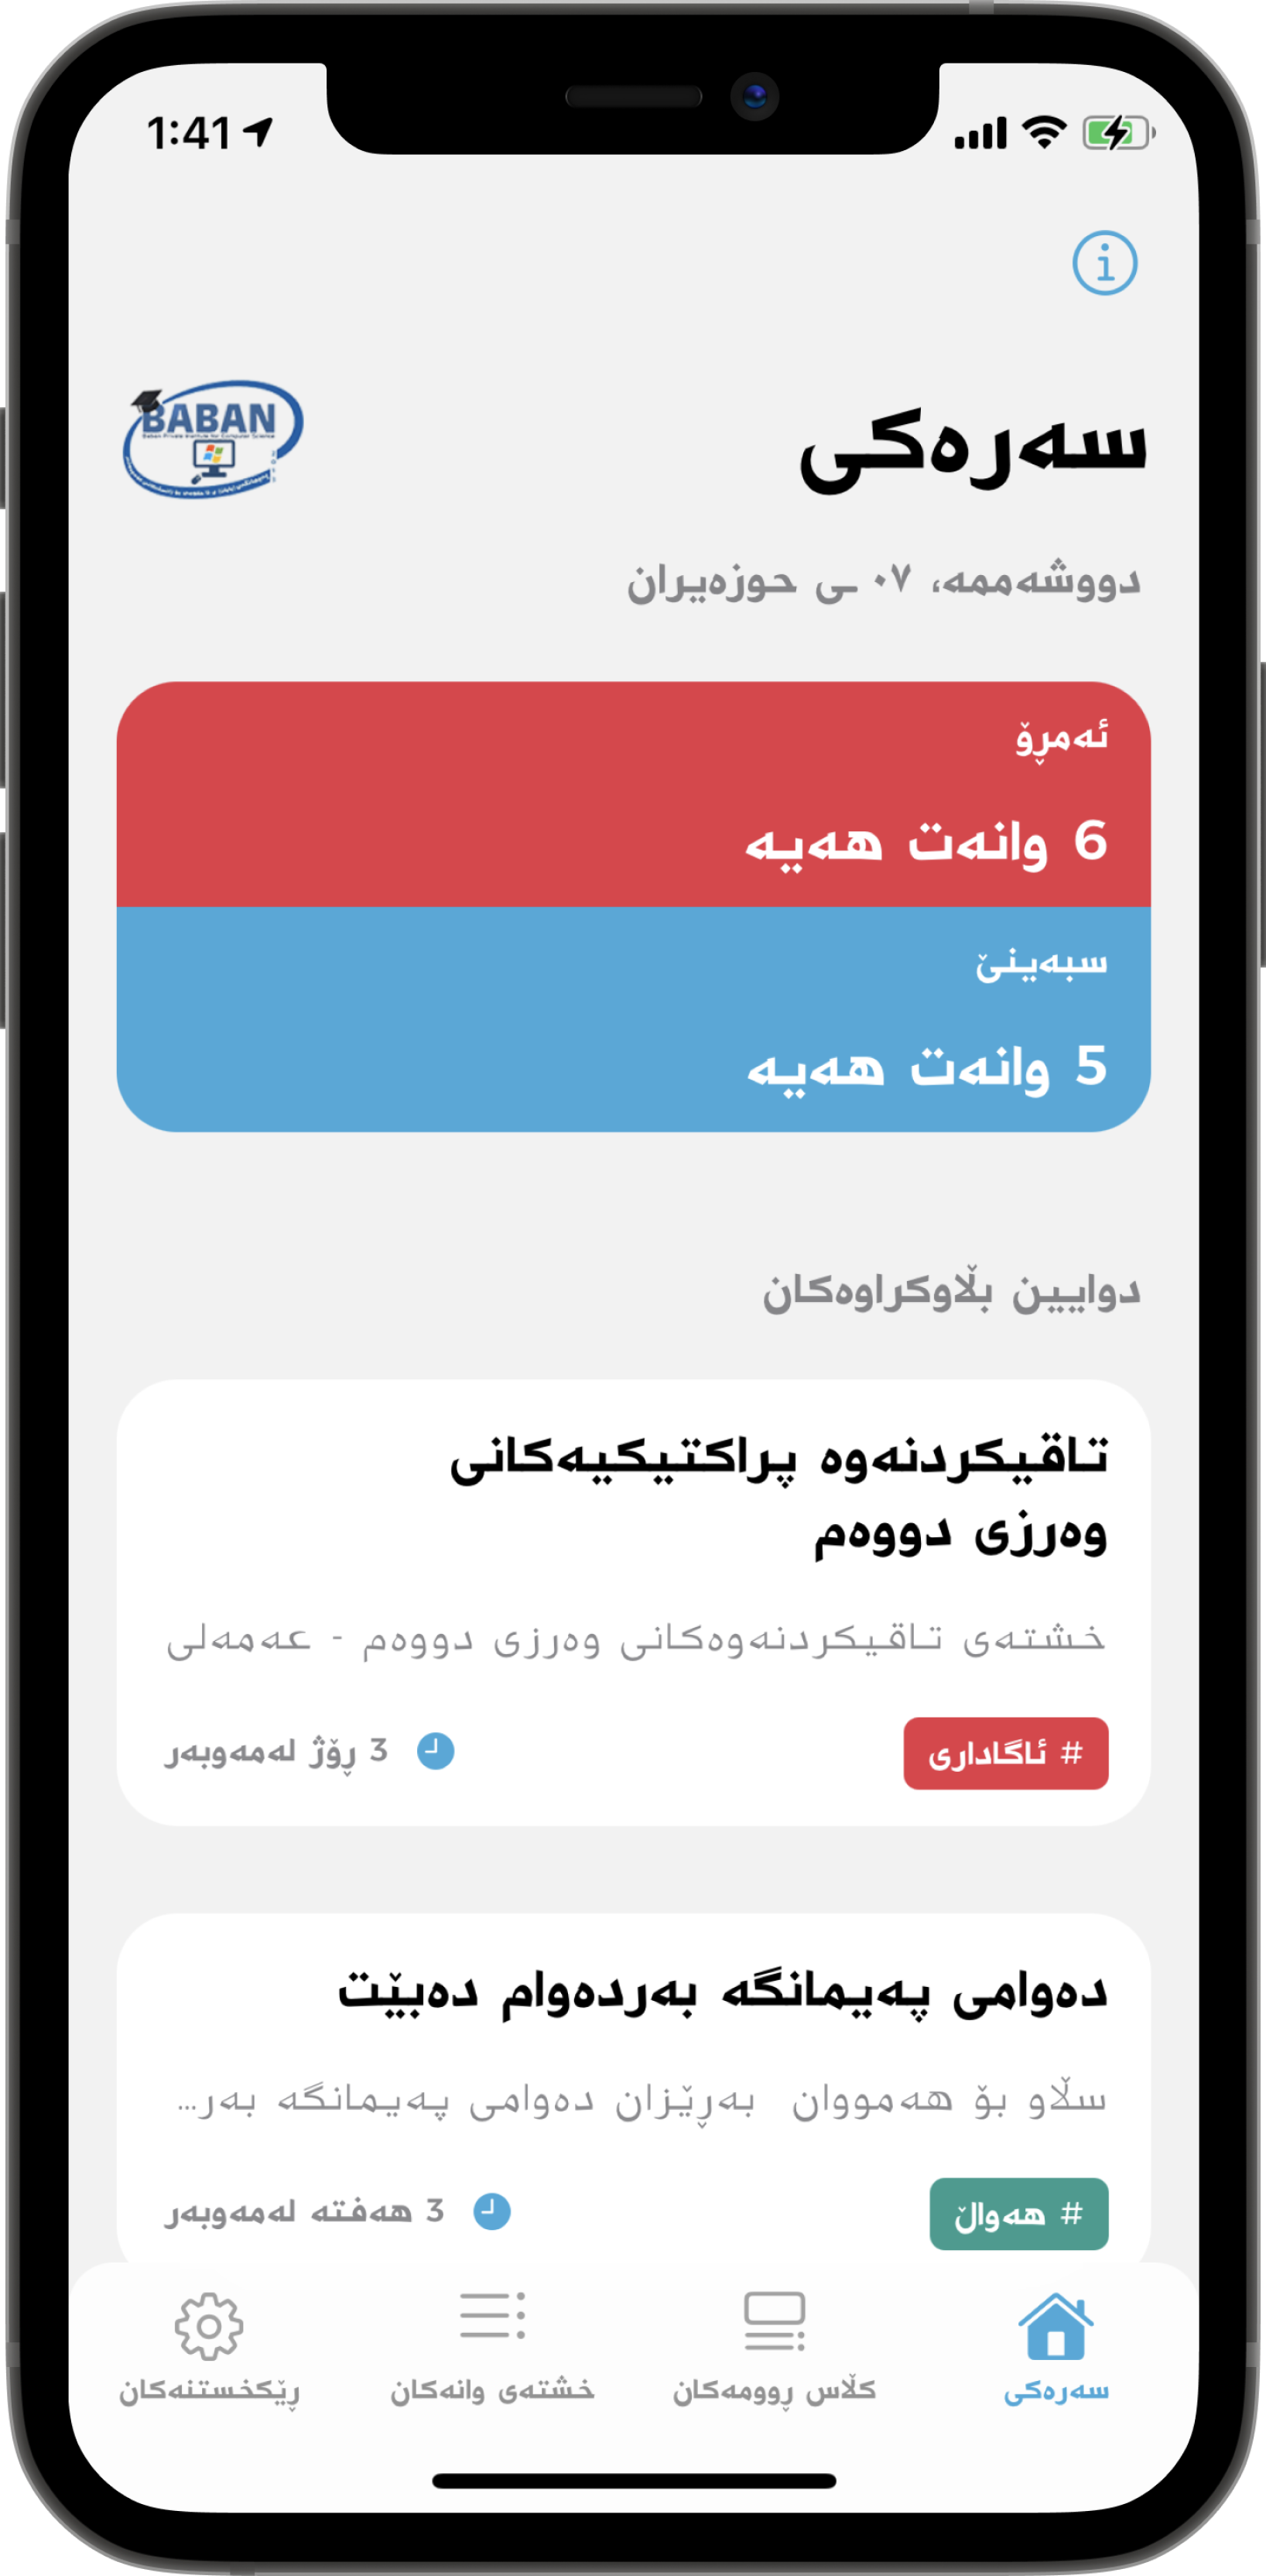 1:41
BABAN
Baban Private Institute for Computer Science
سەرەکی
دووشەممە، ٠٧ ـی حوزەیران
ئەمڕۆ
6 وانەت هەیە
سبەینێ
5 وانەت هەیە
دوایین بڵاوکراوەکان
تاقیکردنەوە پراکتیکیەکانی
وەرزی دووەم
خشتەی تاقیکردنەوەکانی وەرزی دووەم - عەمەلی
# ئاگاداری
3 ڕۆژ لەمەوبەر
دەوامی پەیمانگە بەردەوام دەبێت
سڵاو بۆ هەمووان بەڕێزان دەوامی پەیمانگە بەر...
# هەواڵ
3 هەفتە لەمەوبەر
سەرەکی
کڵاس ڕوومەکان
خشتەی وانەکان
ڕێکخستنەکان